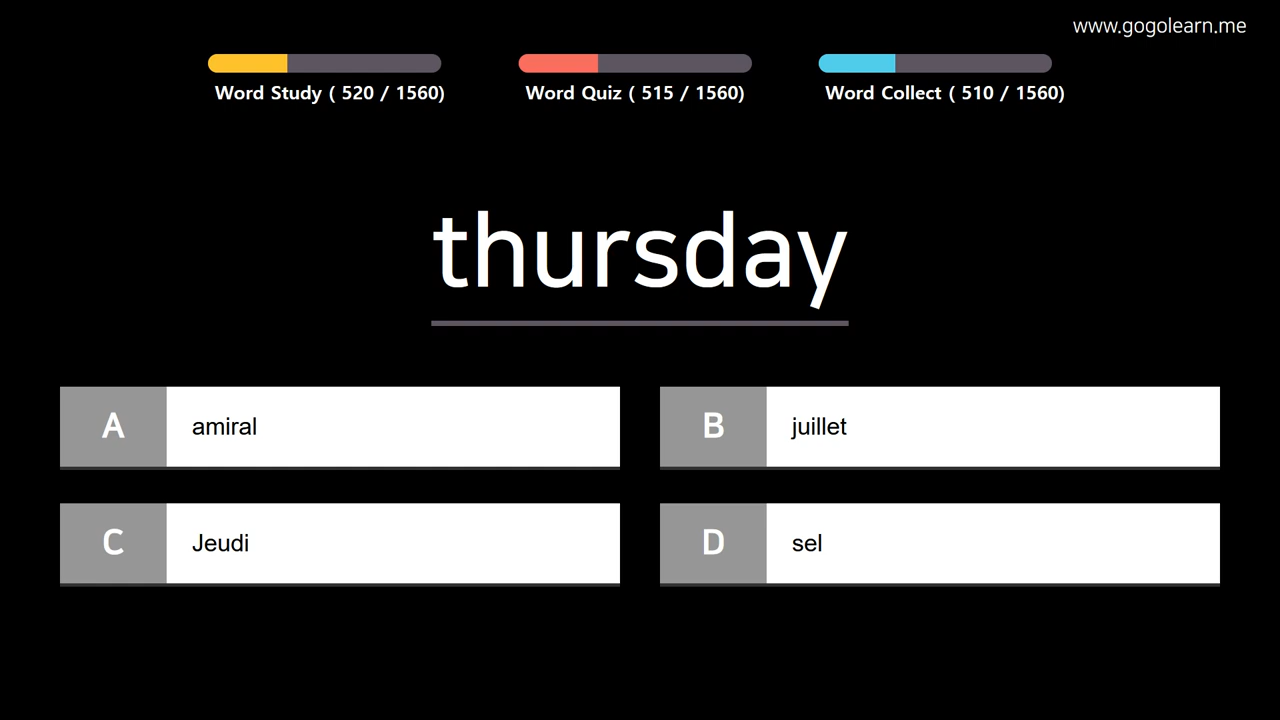 www.gogolearn.me
Word Study ( 520 / 1560)
Word Quiz ( 515 / 1560)
Word Collect ( 510 / 1560)
thursday
A
amiral
B
juillet
C
Jeudi
D
sel